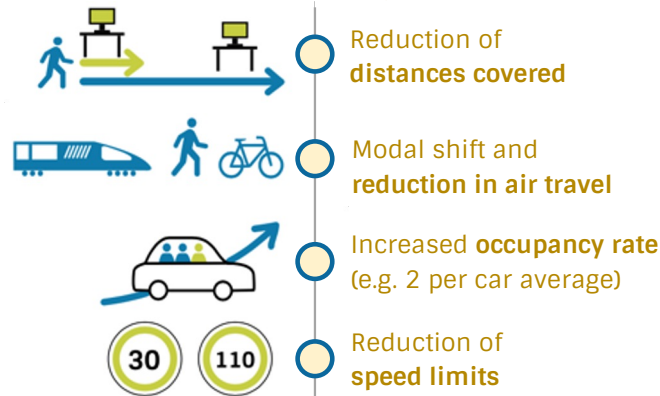 Reduction of
distances covered
Modal shift and
reduction in air travel
Increased occupancy rate
(e.g. 2 per car average)
30
110
Reduction of
speed limits